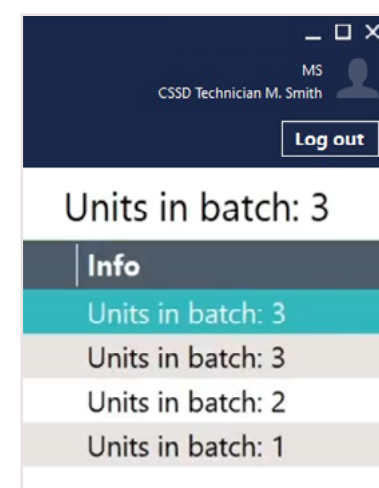 MS
CSSD Technician M. Smith
Log out
Units in batch: 3
Info
Units in batch: 3
Units in batch: 3
Units in batch: 2
Units in batch: 1